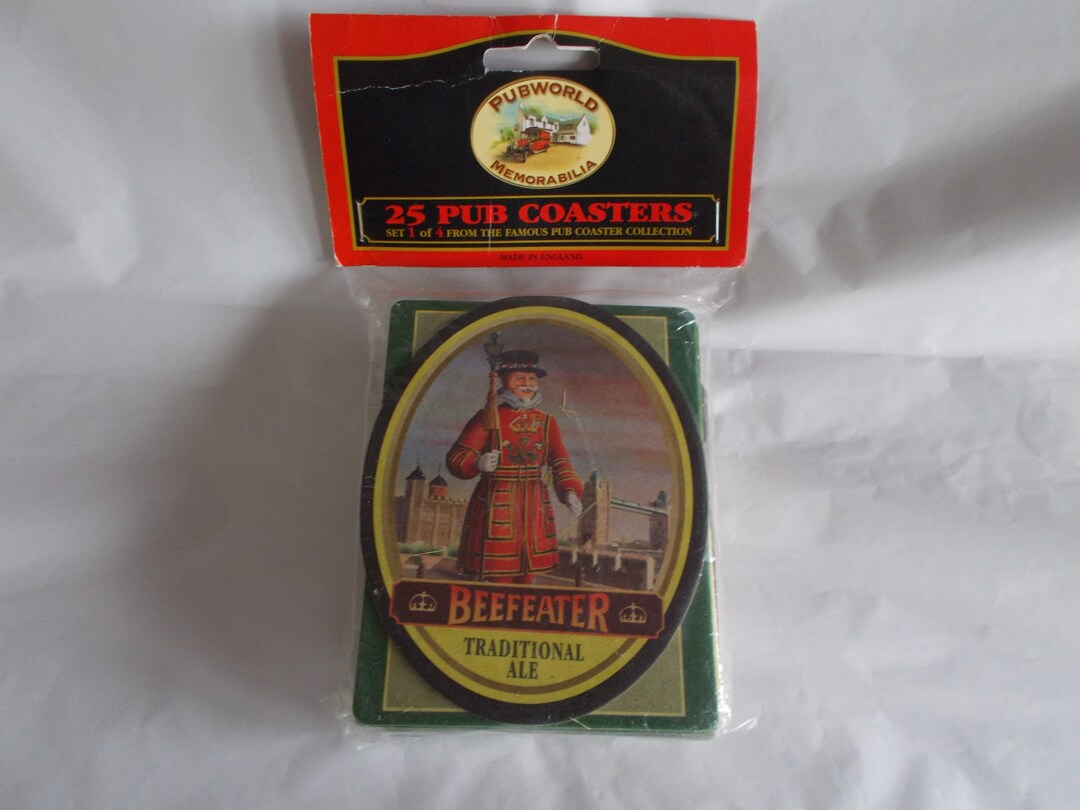 PUBWORLD
MEMORABILIA
25 PUB COASTERS
SET 1 of 4 FROM THE FAMOUS PUB COASTER COLLECTION
MADE IN ENGLAND
BEEFEATER
TRADITIONAL
ALE